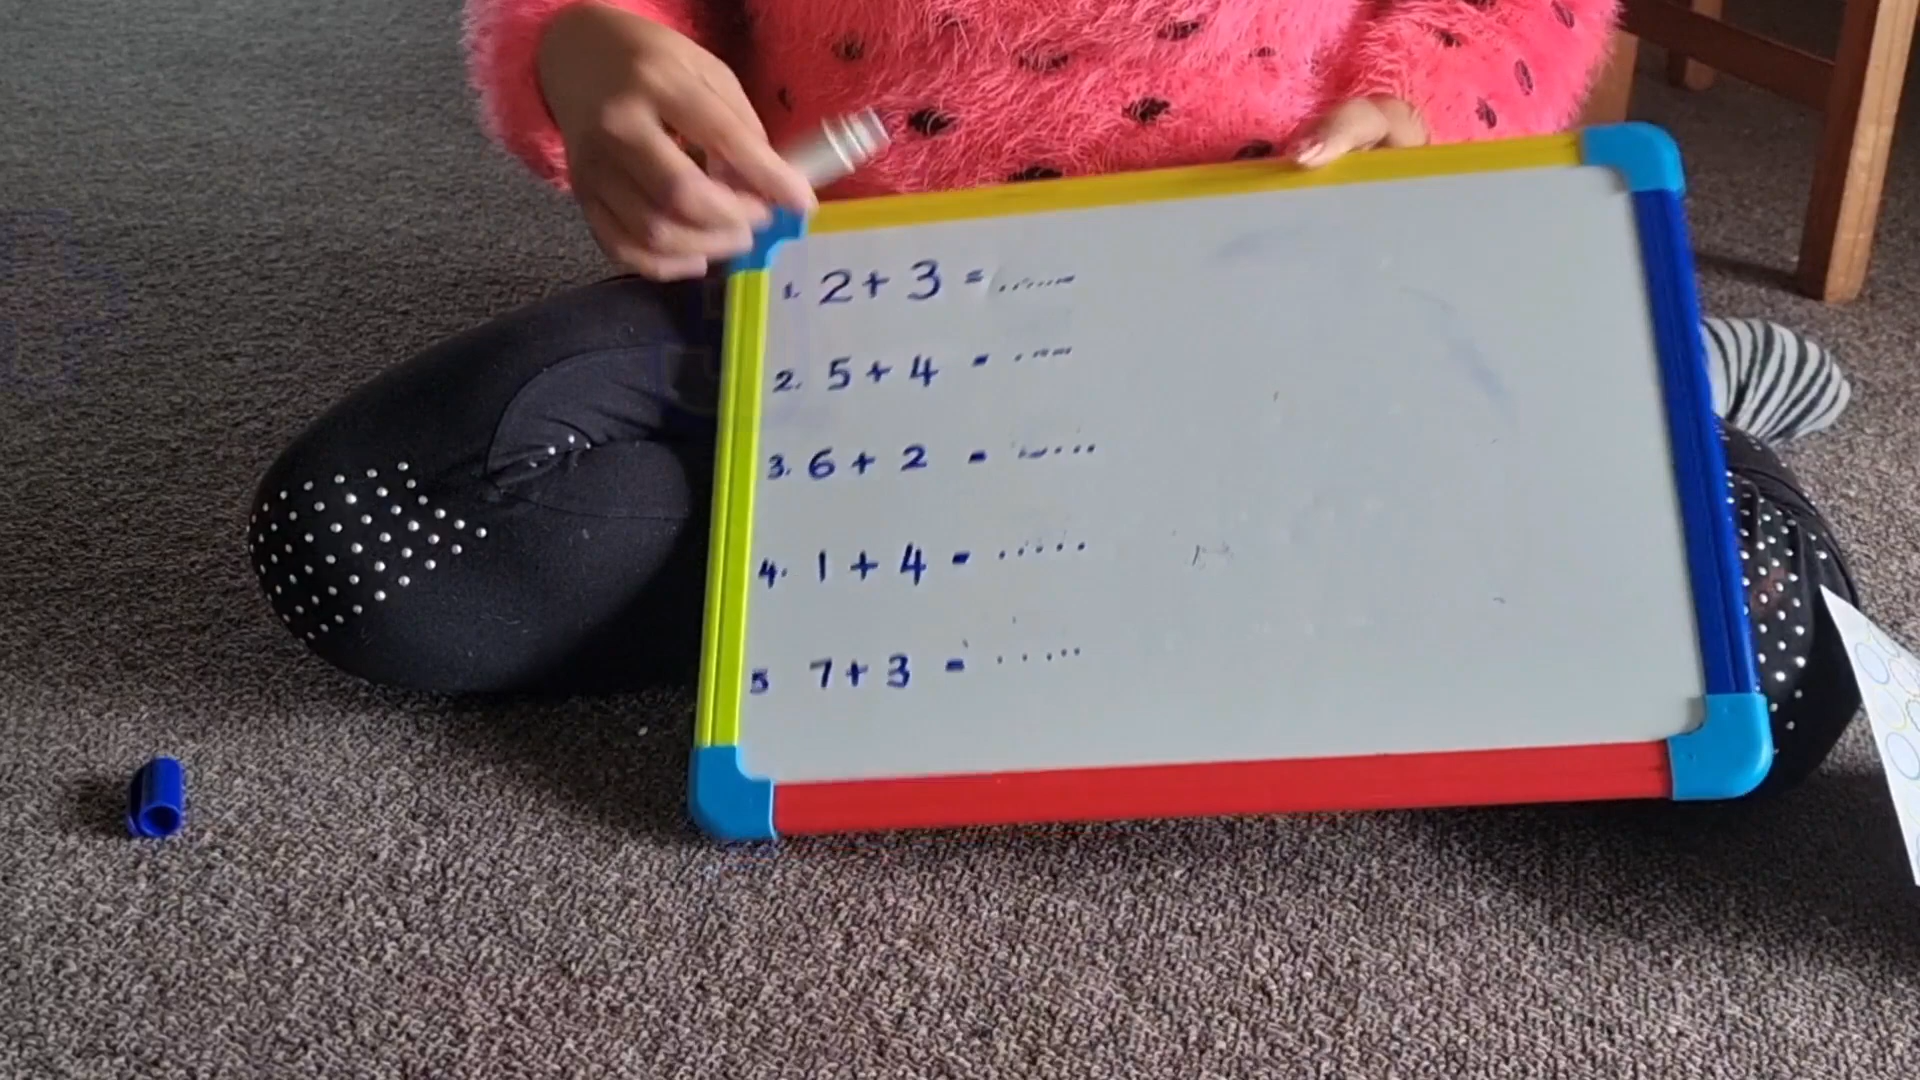 1. 2 + 3 = ......
2. 5 + 4 = ......
3. 6 + 2 = ......
4. 1 + 4 = .....
5 7 + 3 = .....